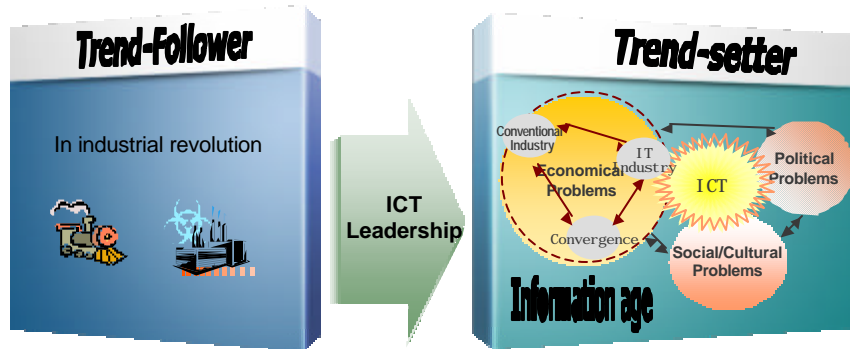 Trend-Follower
In industrial revolution
ICT
Leadership
Trend-setter
Conventional
Industry
IT
Industry
Economical
Problems
Convergence
ICT
Political
Problems
Social/Cultural
Problems
Information age